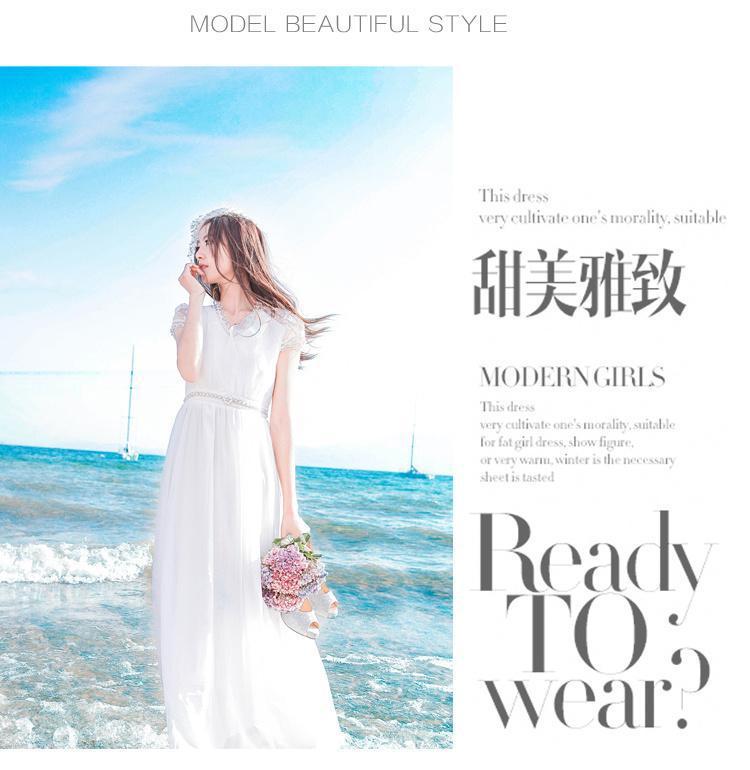 MODEL BEAUTIFUL STYLE
This dress
very cultivate one's morality, suitable
甜美雅致
MODERN GIRLS
This dress
very cultivate one's morality, suitable
for fat girl dress, show figure,
or very warm, winter is the necessary
sheet is tasted
Ready
TO
wear?